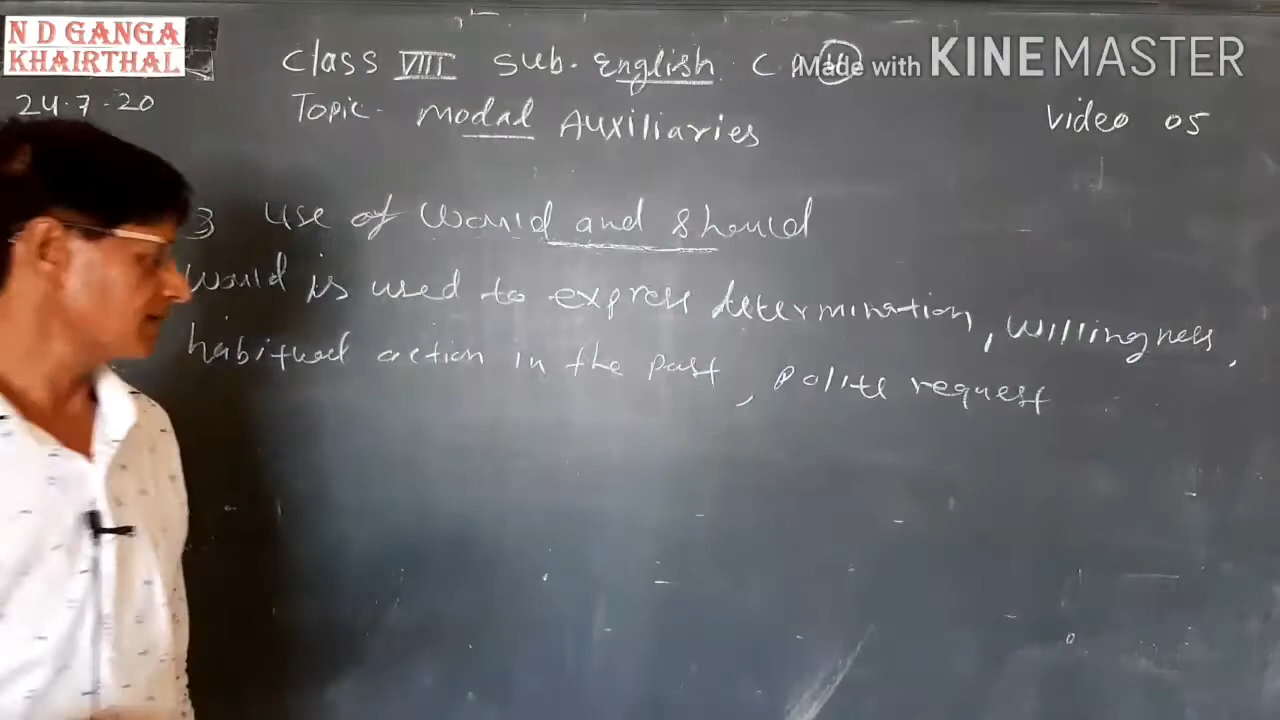 N D GANGA
KHAIRTHAL
24.7.20
Class VIII Sub. English
Made with KINEMASTER
Topic - Modal Auxiliaries
Video 05
3 Use of Would and Should
Would is used to express determination, Willingness,
habitual action in the past, Polite request